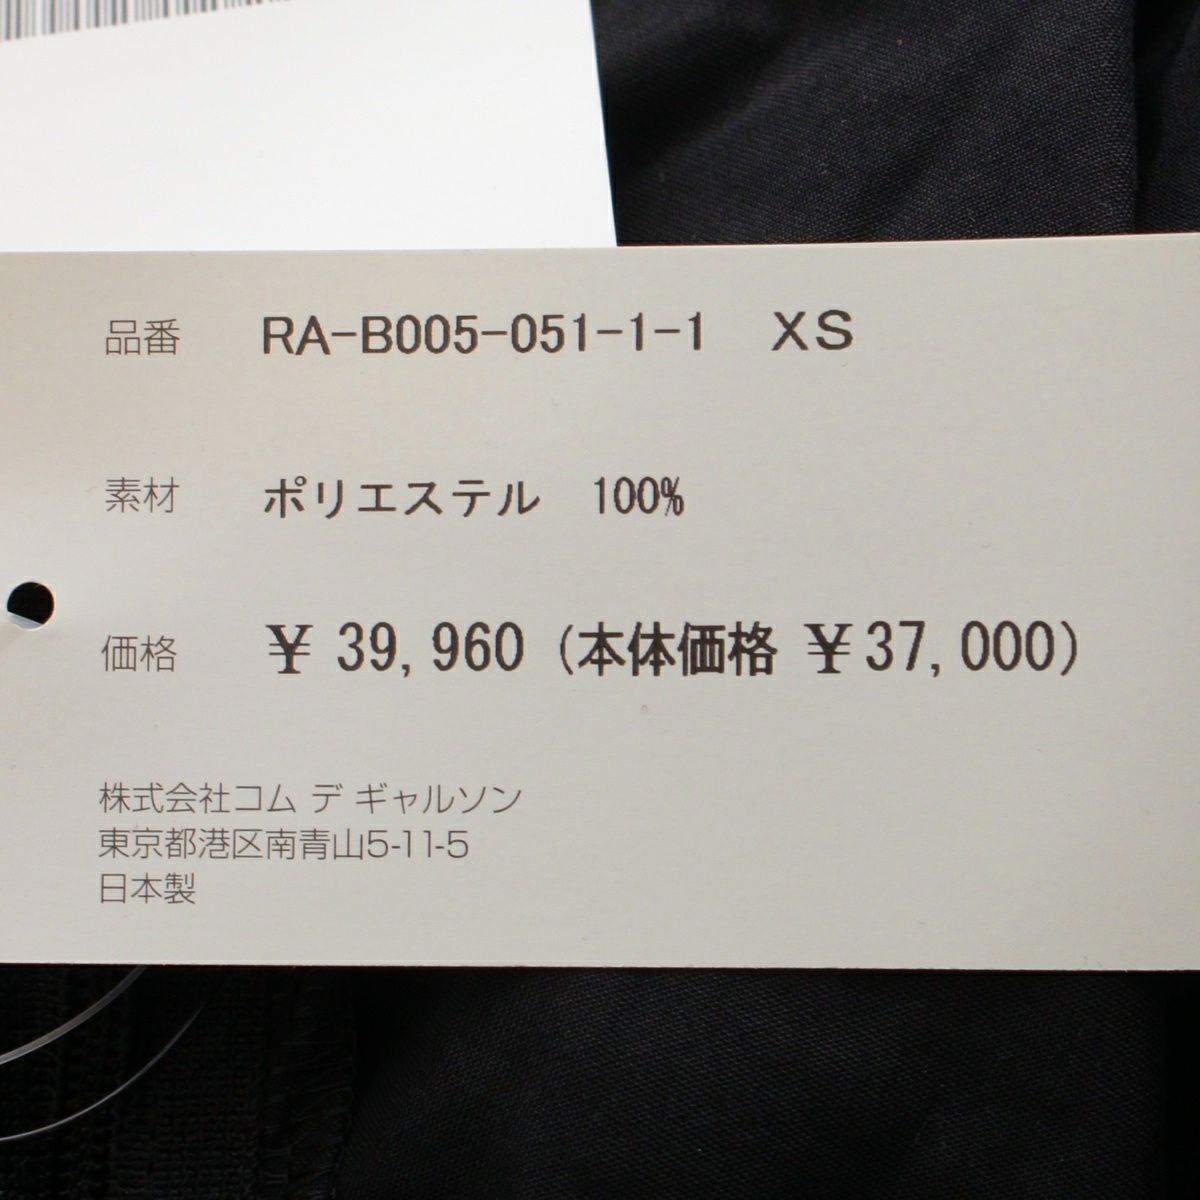 品番 RA-B005-051-1-1 XS
素材 ポリエステル 100%
価格 ¥ 39,960 (本体価格 ¥37,000)
株式会社コム デ ギャルソン
東京都港区南青山5-11-5
日本製